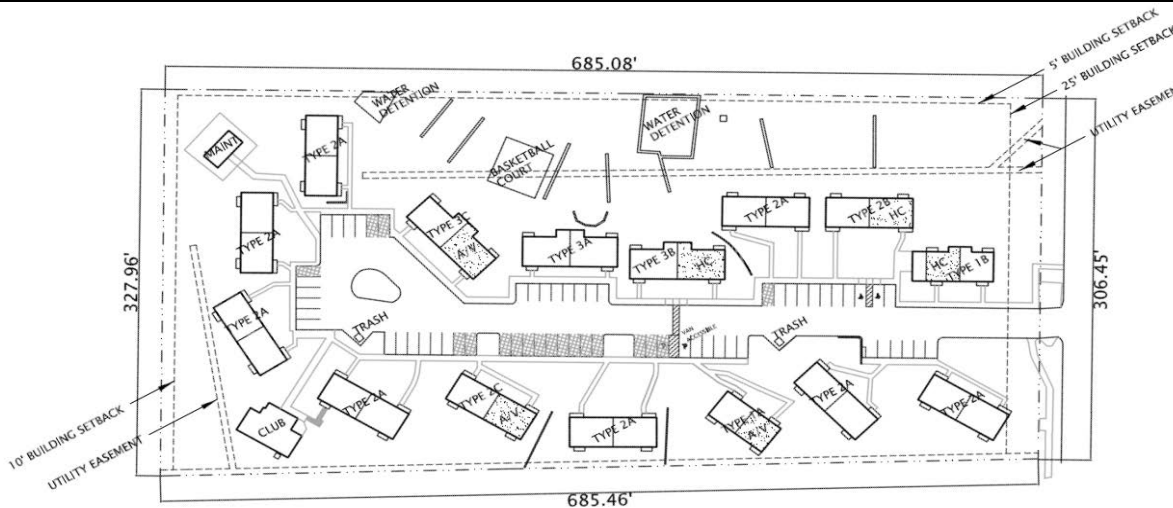 5' BUILDING SETBACK
25' BUILDING SETBACK
UTILITY EASEMENT
685.08'
WATER
DETENTION
WATER
DETENTION
BASKETBALL
COURT
MAINT
TYPE 2A
TYPE 2A
TYPE 3C
A/V
TYPE 3A
TYPE 3B
HC
TYPE 2A
TYPE 2B
HC
HC
TYPE 1B
327.96'
306.45'
TYPE 2A
TRASH
VAN
ACCESSIBLE
TRASH
TYPE 2A
TYPE 2C
A/V
TYPE 2A
TYPE 1A
A/V
TYPE 2A
TYPE 2A
CLUB
10' BUILDING SETBACK
UTILITY EASEMENT
685.46'